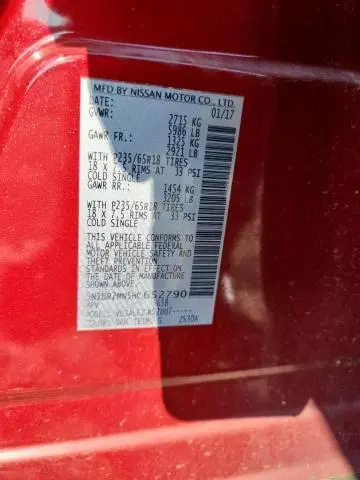 MFD BY NISSAN MOTOR CO., LTD.
DATE: 01/17
GVWR: 2715 KG
5986 LB
GAWR FR.: 1325 KG
2921 LB
WITH P235/65R18 TIRES
18 X 7.5 RIMS AT 33 PSI
COLD SINGLE
GAWR RR.: 1454 KG
3205 LB
WITH P235/65R18 TIRES
18 X 7.5 RIMS AT 33 PSI
COLD SINGLE
THIS VEHICLE CONFORMS TO
ALL APPLICABLE FEDERAL
MOTOR VEHICLE SAFETY AND
THEFT PREVENTION
STANDARDS IN EFFECT ON
THE DATE OF MANUFACTURE
SHOWN ABOVE.
5N1DR2MN5HC652790
MPV